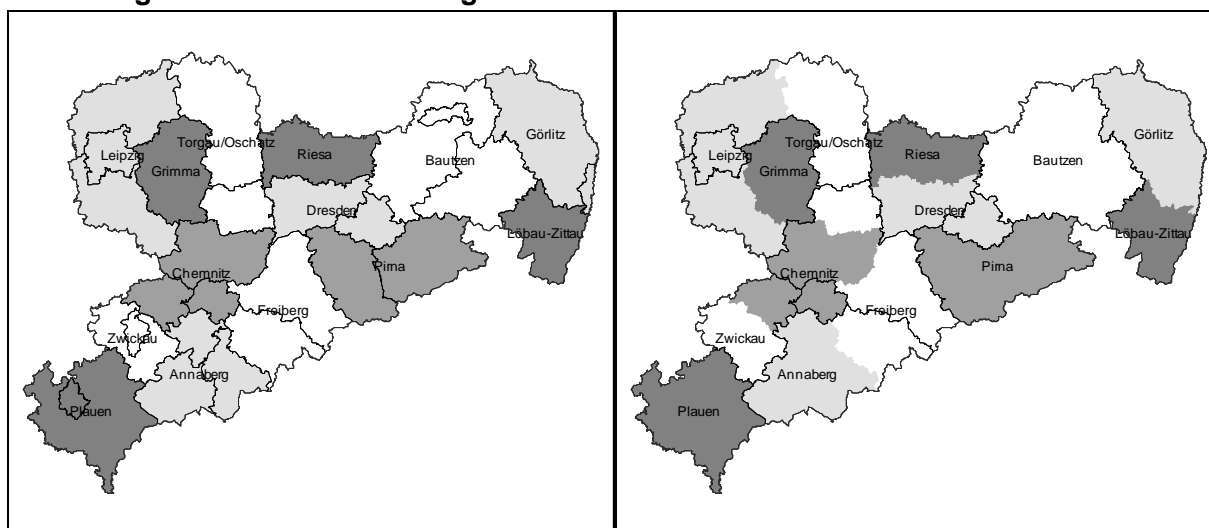 Görlitz
Torgau/Oschatz
Leipzig
Riesa
Bautzen
Grimma
Dresden
Löbau-Zittau
Chemnitz
Pirna
Freiberg
Zwickau
Annaberg
Plauen
Görlitz
Torgau/Oschatz
Leipzig
Riesa
Bautzen
Grimma
Dresden
Löbau-Zittau
Chemnitz
Pirna
Freiberg
Zwickau
Annaberg
Plauen